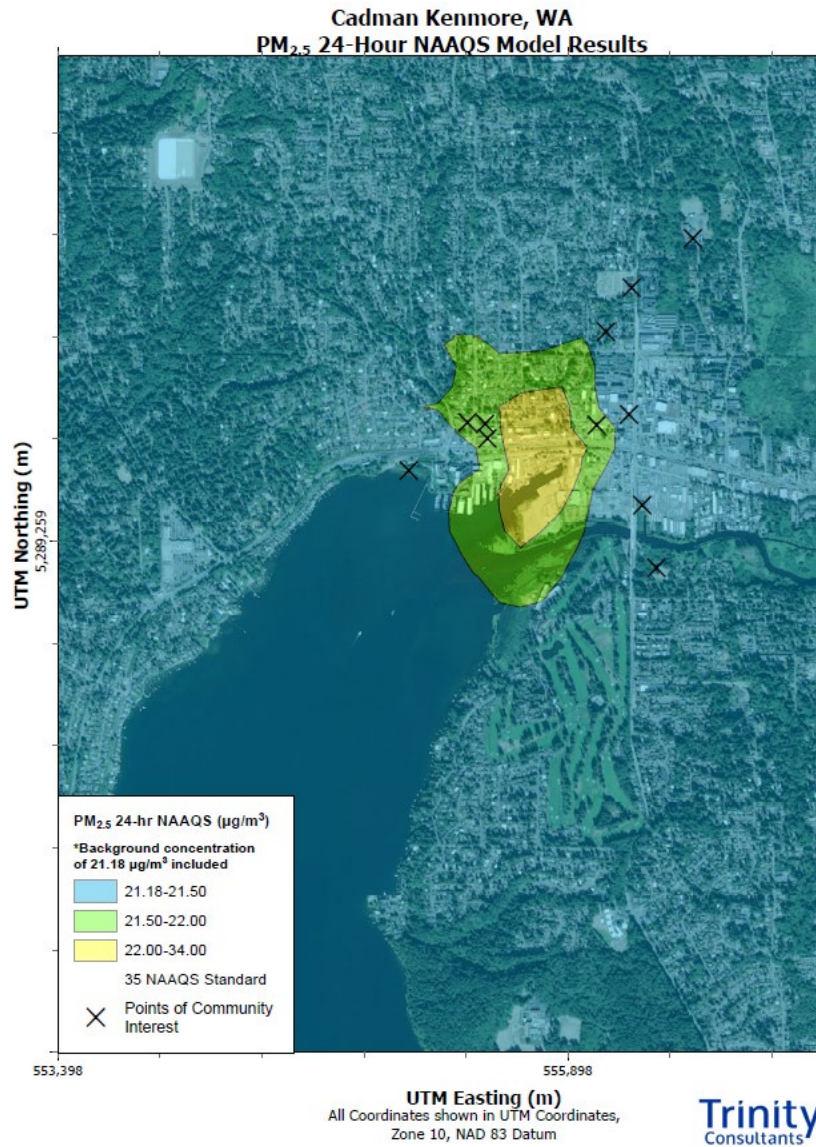 Cadman Kenmore, WA
PM2.5 24-Hour NAAQS Model Results
UTM Northing (m)
5,289,259
PM2.5 24-hr NAAQS (µg/m³)
*Background concentration
of 21.18 µg/m³ included
21.18-21.50
21.50-22.00
22.00-34.00
35 NAAQS Standard
Points of Community
Interest
553,398
555,898
UTM Easting (m)
All Coordinates shown in UTM Coordinates,
Zone 10, NAD 83 Datum
Trinity
Consultants